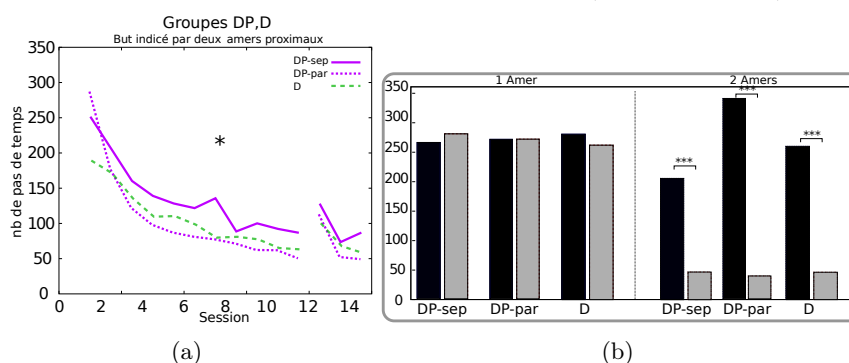 Groupes DP,D
But indicé par deux amers proximaux
350
300
250
200
150
100
50
0
nb de pas de temps
DP-sep
DP-par
D
*
0 2 4 6 8 10 12 14
Session
(a)
350
300
250
200
150
100
50
0
1 Amer
2 Amers
***
***
***
DP-sep DP-par D DP-sep DP-par D
(b)